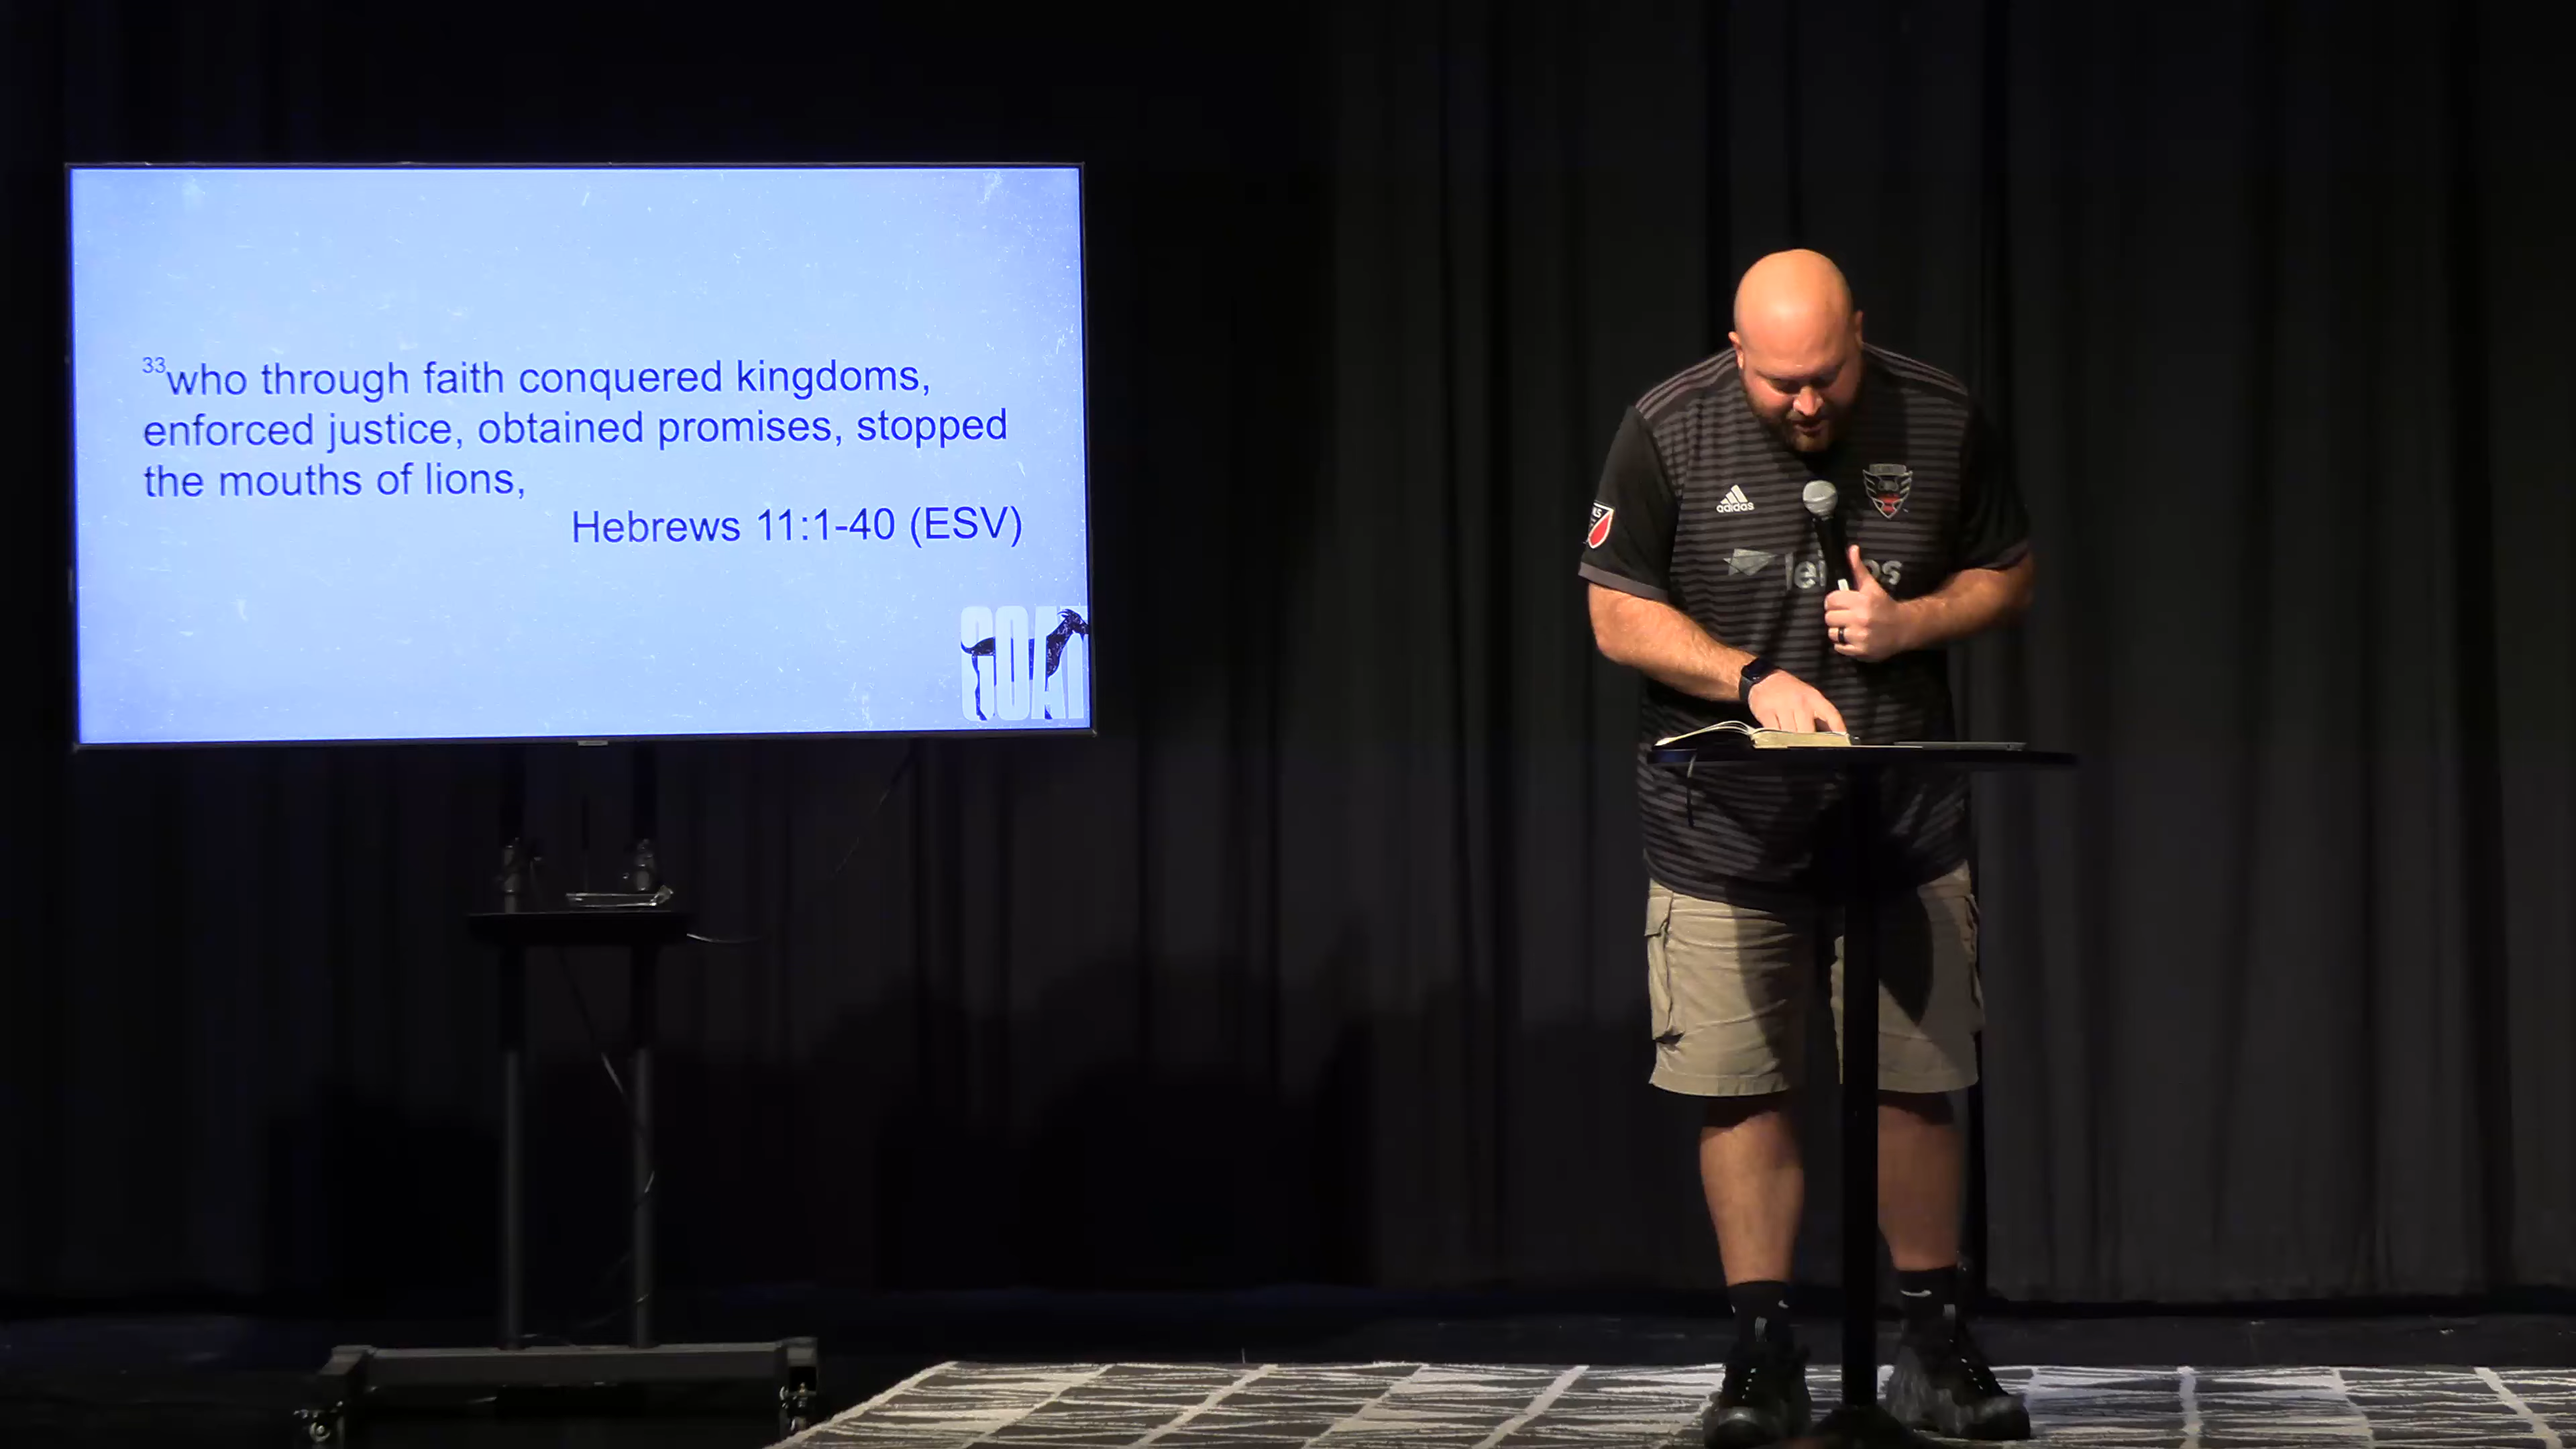 33who through faith conquered kingdoms,
enforced justice, obtained promises, stopped
the mouths of lions,
Hebrews 11:1-40 (ESV)
GOAT
adidas